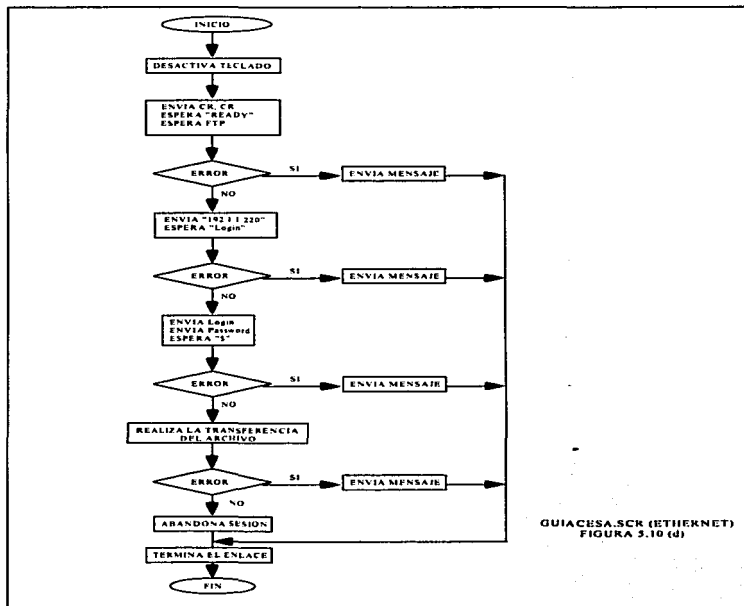 INICIO
DESACTIVA TECLADO
ENVIA CR, CR
ESPERA "READY"
ESPERA FTP
ERROR
SI
ENVIA MENSAJE
NO
ENVIA "192 1 1 220"
ESPERA "Login"
ERROR
SI
ENVIA MENSAJE
NO
ENVIA Login
ENVIA Password
ESPERA "$"
ERROR
SI
ENVIA MENSAJE
NO
REALIZA LA TRANSFERENCIA
DEL ARCHIVO
ERROR
SI
ENVIA MENSAJE
NO
ABANDONA SESION
TERMINA EL ENLACE
FIN
GUIACESA.SCR (ETHERNET)
FIGURA 5.10 (d)